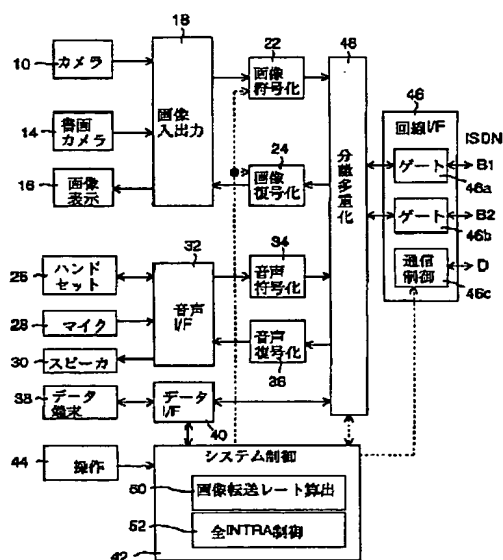 18
22
48
10
カメラ
画像
符号化
46
回線I/F
ISDN
14
書画
カメラ
画像
入出力
24
分離多重化
ゲート
B1
46a
16
画像
表示
画像
復号化
ゲート
B2
46b
32
34
26
ハンド
セット
音声
符号化
通信
制御
D
46c
28
マイク
音声
I/F
30
スピーカ
音声
復号化
36
38
データ
端末
データ
I/F
40
44
操作
システム制御
50
画像転送レート算出
52
全INTRA制御
42